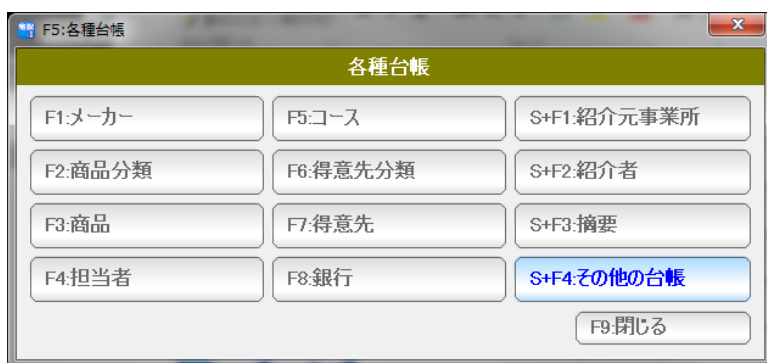 F5:各種台帳
各種台帳
F1:メーカー
F5:コース
S+F1:紹介元事業所
F2:商品分類
F6:得意先分類
S+F2:紹介者
F3:商品
F7:得意先
S+F3:摘要
F4:担当者
F8:銀行
S+F4:その他の台帳
F9:閉じる